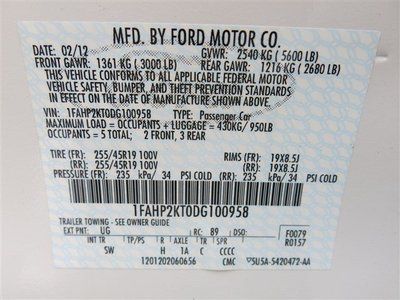 MFD. BY FORD MOTOR CO.
DATE: 02/12 GVWR: 2540 KG (5600 LB)
FRONT GAWR: 1361 KG (3000 LB) REAR GAWR: 1216 KG (2680 LB)
THIS VEHICLE CONFORMS TO ALL APPLICABLE FEDERAL MOTOR
VEHICLE SAFETY, BUMPER, AND THEFT PREVENTION STANDARDS
IN EFFECT ON THE DATE OF MANUFACTURE SHOWN ABOVE.
VIN: 1FAHP2KT0DG100958 TYPE: Passenger Car
MAXIMUM LOAD = OCCUPANTS + LUGGAGE = 430KG/ 950LB
OCCUPANTS = 5 TOTAL: 2 FRONT, 3 REAR
TIRE (FR): 255/45R19 100V RIMS (FR): 19X8.5J
TIRE (RR): 255/45R19 100V RIMS (RR): 19X8.5J
PRESSURE (FR): 235 kPa/ 34 PSI COLD (RR): 235 kPa/ 34 PSI COLD
1FAHP2KT0DG100958
TRAILER TOWING - SEE OWNER GUIDE
EXT PNT: UG RC: 89 DSO: F0079
R0157
INT TR TP/PS R AXLE TR SPR
SW H 1A C CCCC
1201202060656 5U5A-5420472-AA